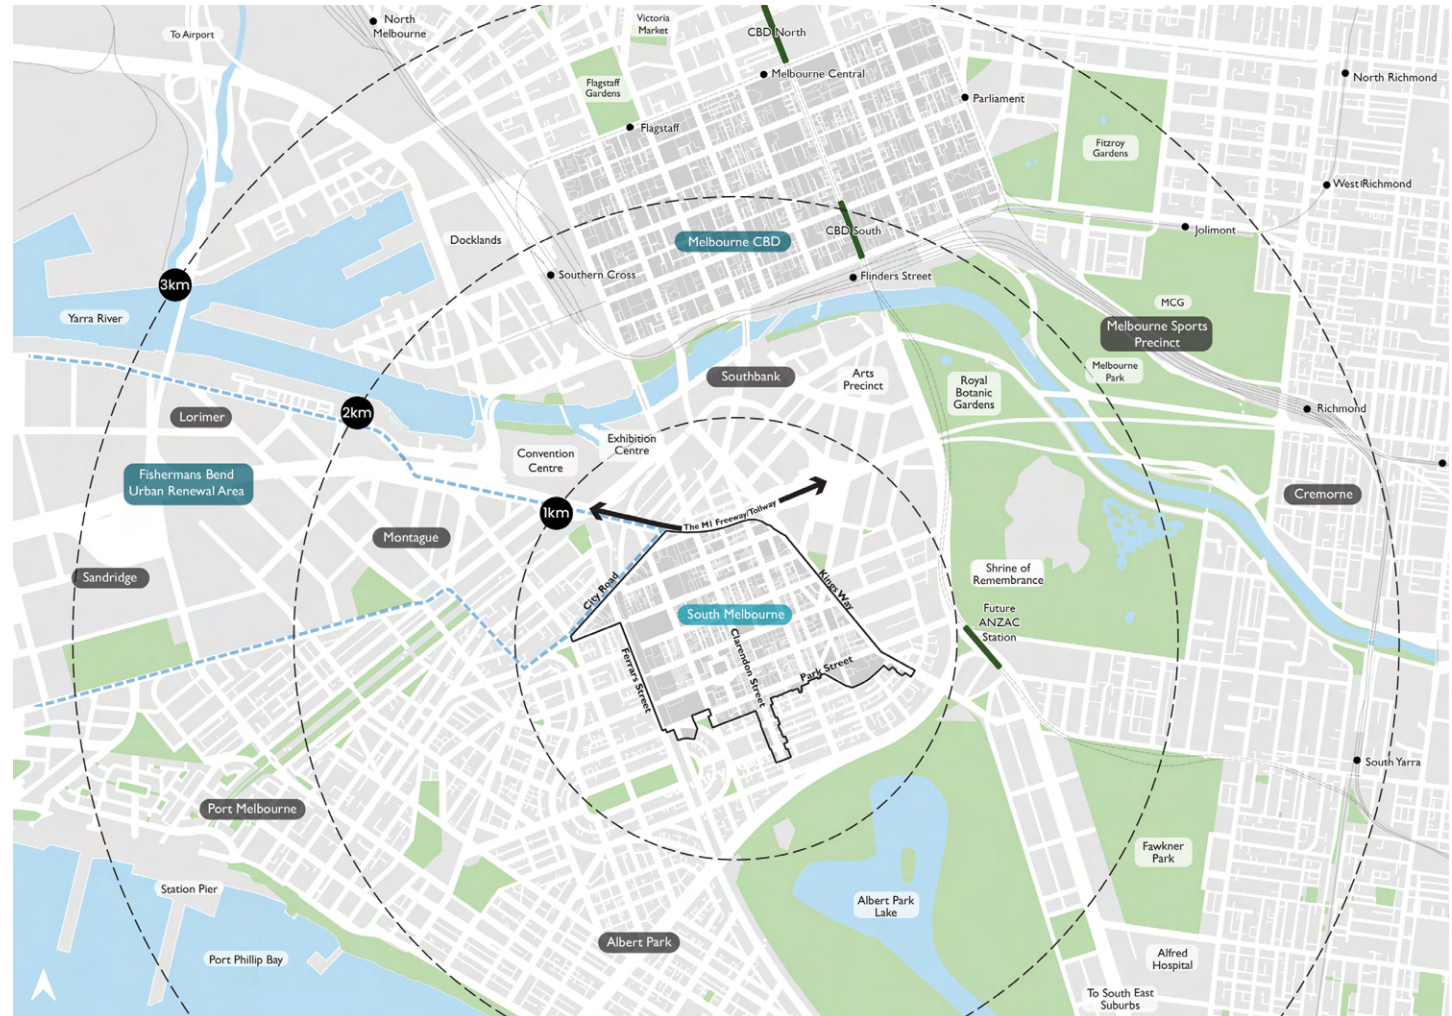 To Airport
North
Melbourne
Victoria
Market
CBD North
Melbourne Central
North Richmond
Flagstaff
Gardens
Parliament
Flagstaff
Fitzroy
Gardens
West Richmond
Docklands
Melbourne CBD
CBD South
Jolimont
Southern Cross
Flinders Street
3km
Yarra River
MCG
Melbourne Sports
Precinct
Southbank
Arts
Precinct
Melbourne
Park
Royal
Botanic
Gardens
Lorimer
2km
Richmond
Exhibition
Centre
Convention
Centre
Fishermans Bend
Urban Renewal Area
Cremorne
1km
The M1 Freeway/Tollway
Montague
Sandridge
City Road
Kings Way
Shrine of
Remembrance
South Melbourne
Future
ANZAC
Station
Ferrars Street
Clarendon Street
Park Street
South Yarra
Port Melbourne
Fawkner
Park
Station Pier
Albert Park
Lake
Albert Park
Port Phillip Bay
Alfred
Hospital
To South East
Suburbs